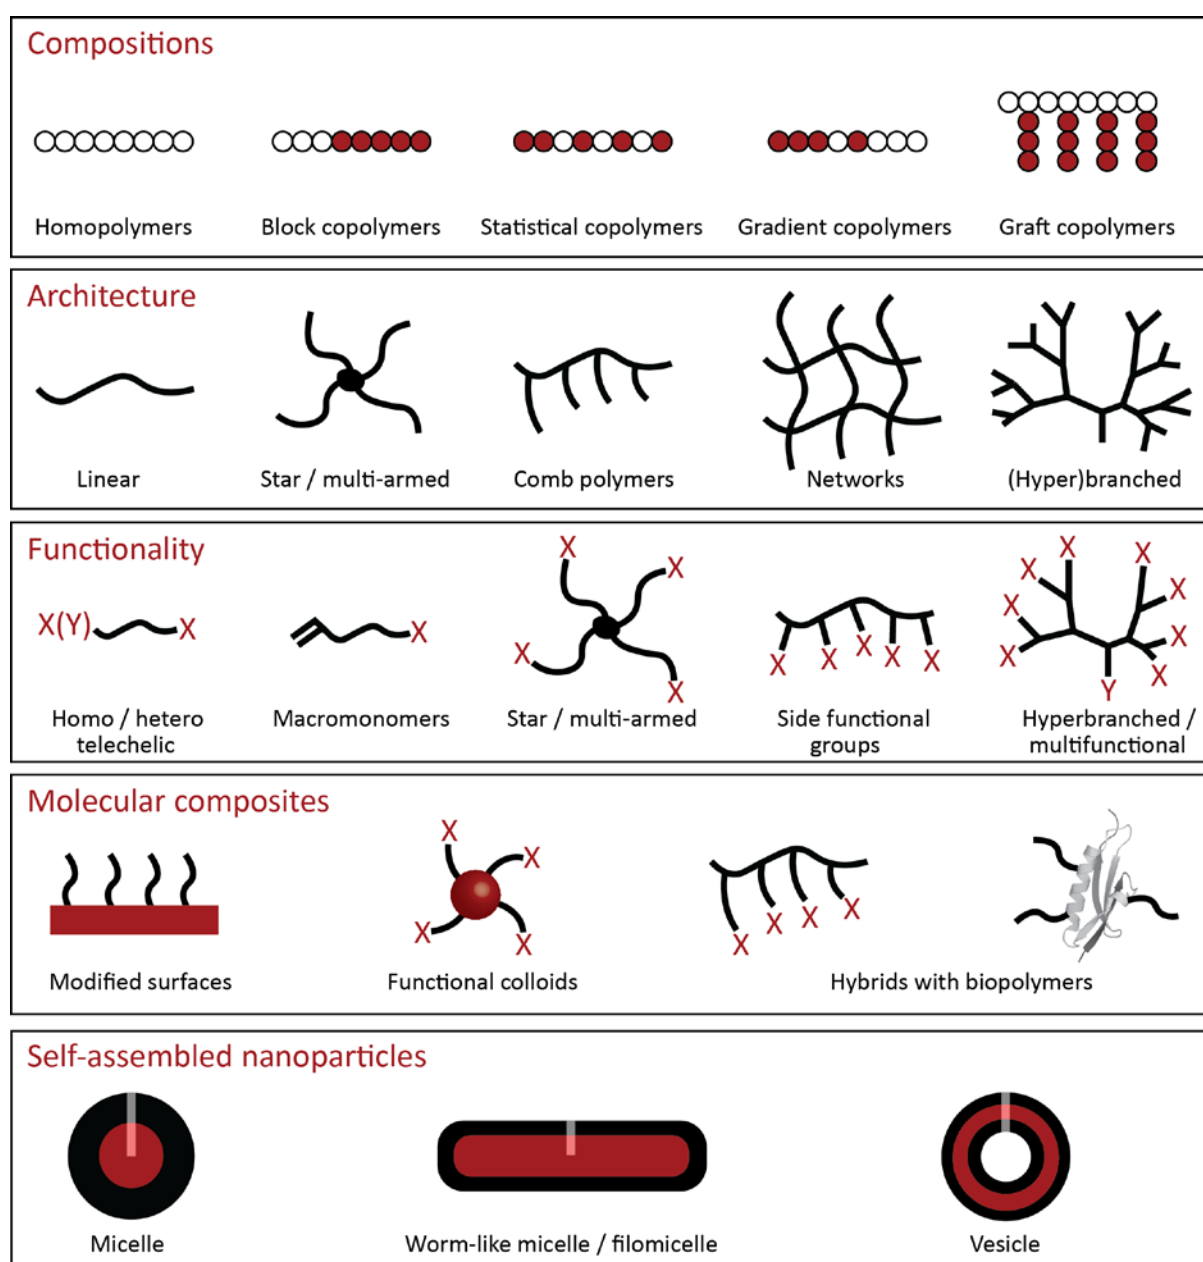 Compositions
Homopolymers
Block copolymers
Statistical copolymers
Gradient copolymers
Graft copolymers
Architecture
Linear
Star / multi-armed
Comb polymers
Networks
(Hyper)branched
Functionality
X(Y) X
X
X X X X
X X X X X
X X X X X X X X Y
Homo / hetero
telechelic
Macromonomers
Star / multi-armed
Side functional
groups
Hyperbranched /
multifunctional
Molecular composites
X X X X
X X X X
Modified surfaces
Functional colloids
Hybrids with biopolymers
Self-assembled nanoparticles
Micelle
Worm-like micelle / filomicelle
Vesicle